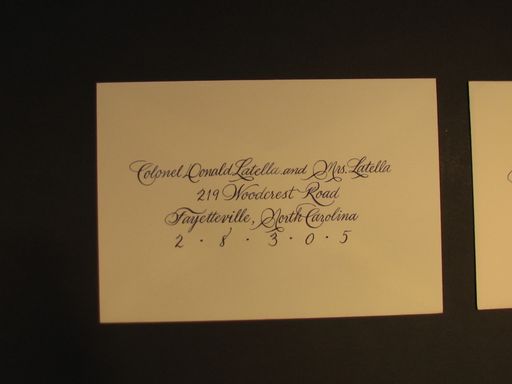 Colonel Donald Latella and Mrs. Latella
219 Woodcrest Road
Fayetteville, North Carolina
2 · 8 · 3 · 0 · 5